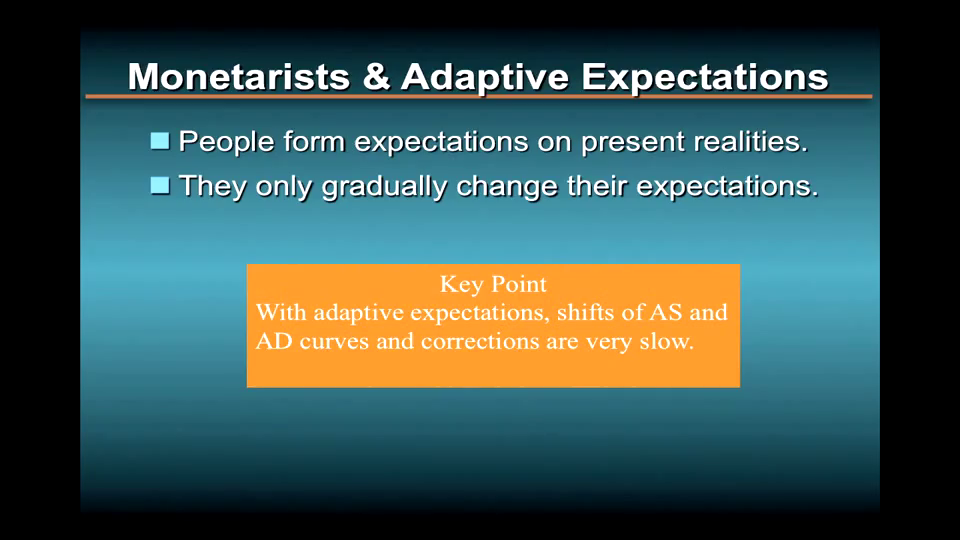 Monetarists & Adaptive Expectations
People form expectations on present realities.
They only gradually change their expectations.
Key Point
With adaptive expectations, shifts of AS and
AD curves and corrections are very slow.